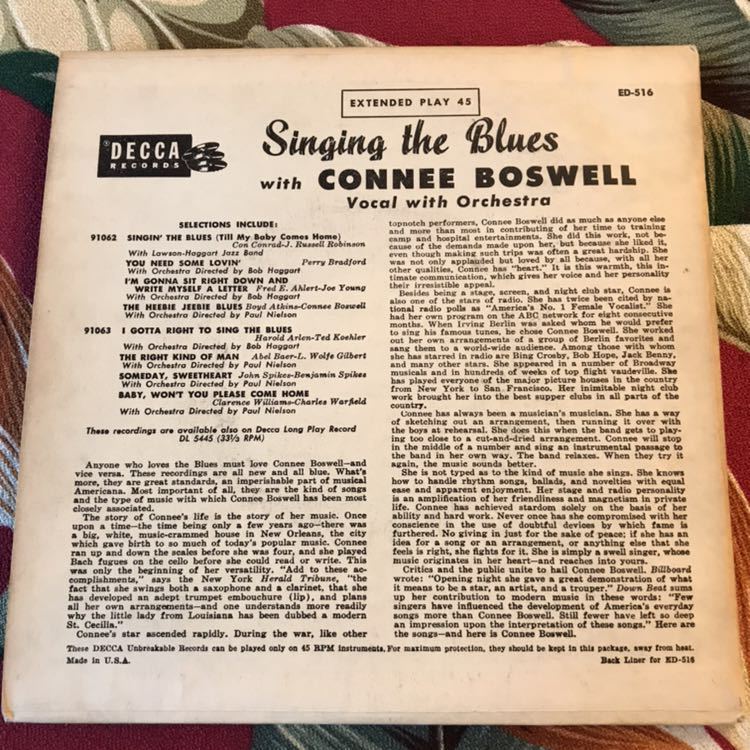 EXTENDED PLAY 45
ED-516
DECCA
RECORDS
Singing the Blues
with CONNEE BOSWELL
Vocal with Orchestra
SELECTIONS INCLUDE:
91062 SINGIN' THE BLUES (Till My Baby Comes Home)
Con Conrad-J. Russell Robinson
With Lawson-Haggart Jazz Band
YOU NEED SOME LOVIN' Perry Bradford
With Orchestra Directed by Bob Haggart
I'M GONNA SIT RIGHT DOWN AND
WRITE MYSELF A LETTER Fred E. Ahlert-Joe Young
With Orchestra Directed by Bob Haggart
THE HEEBIE JEEBIE BLUES Boyd Atkins-Connee Boswell
With Orchestra Directed by Paul Nielson
91063 I GOTTA RIGHT TO SING THE BLUES
Harold Arlen-Ted Koehler
With Orchestra Directed by Bob Haggart
THE RIGHT KIND OF MAN Abel Baer-L. Wolfe Gilbert
With Orchestra Directed by Paul Nielson
SOMEDAY, SWEETHEART John Spikes-Benjamin Spikes
With Orchestra Directed by Paul Nielson
BABY, WON'T YOU PLEASE COME HOME
Clarence Williams-Charles Warfield
With Orchestra Directed by Paul Nielson
These recordings are available also on Decca Long Play Record
DL 5445 (33⅓ RPM)
Anyone who loves the Blues must love Connee Boswell—and
vice versa. These recordings are all new and all blue. What's
more, they are great standards, an imperishable part of musical
Americana. Most important of all, they are the kind of songs
and the type of music with which Connee Boswell has been most
closely associated.
The story of Connee's life is the story of her music. Once
upon a time—the time being only a few years ago—there was
a big, white, music-crammed house in New Orleans, the city
which gave birth to so much of today's popular music. Connee
ran up and down the scales before she was four, and she played
Bach fugues on the cello before she could read or write. This
was only the beginning of her versatility. "Add to these ac-
complishments," says the New York Herald Tribune, "the
fact that she swings both a saxophone and a clarinet, that she
has developed an adept trumpet embouchure (lip), and plans
all her own arrangements—and one understands more readily
why the little lady from Louisiana has been dubbed a modern
St. Cecilia."
Connee's star ascended rapidly. During the war, like other
topnotch performers, Connee Boswell did as much as anyone else
and more than most in contributing of her time to training
camp and hospital entertainments. She did this work, not be-
cause of the demands made upon her, but because she liked it,
even though making such trips was often a great hardship. She
was not only applauded but loved by all because, with all her
other qualities, Connee has "heart." It is this warmth, this in-
timate communication, which gives her voice and her personality
their irresistible appeal.
Besides being a stage, screen, and night club star, Connee is
also one of the stars of radio. She has twice been cited by na-
tional radio polls as "America's No. 1 Female Vocalist." She
had her own program on the ABC network for eight consecutive
months. When Irving Berlin was asked whom he would prefer
to sing his famous tunes, he chose Connee Boswell. She worked
out her own arrangements of a group of Berlin favorites and
sang them to a world-wide audience. Among those with whom
she has starred in radio are Bing Crosby, Bob Hope, Jack Benny,
and many other stars. She appeared in a number of Broadway
musicals and in hundreds of weeks of top flight vaudeville. She
has played everyone of the major picture houses in the country
from New York to San Francisco. Her inimitable night club
work brought her into the best supper clubs in all parts of the
country.
Connee has always been a musician's musician. She has a way
of sketching out an arrangement, then running it over with
the boys at rehearsal. She does this when the band gets to play-
ing too close to a cut-and-dried arrangement. Connee will stop
in the middle of a number and sing an instrumental passage to
the band in her own way. The band relaxes. When they try it
again, the music sounds better.
She is not typed as to the kind of music she sings. She knows
how to handle rhythm songs, ballads, and novelties with equal
ease and apparent enjoyment. Her stage and radio personality
is an amplification of her friendliness and magnetism in private
life. Connee has achieved stardom solely on the basis of her
ability and hard work. Never once has she compromised with her
conscience in the use of doubtful devices by which fame is
furthered. No giving in just for the sake of peace; if she has an
idea for a song or an arrangement, or anything else that she
feels is right, she fights for it. She is simply a swell singer, whose
music originates in her heart—and reaches into yours.
Critics and the public unite to hail Connee Boswell. Billboard
wrote: "Opening night she gave a great demonstration of what
it means to be a star, an artist, and a trouper." Down Beat sums
up her contribution to modern music in these words: "Few
singers have influenced the development of America's everyday
songs more than Connee Boswell. Still fewer have left so deep
an impression upon the interpretation of these songs." Here are
the songs—and here is Connee Boswell.
These DECCA Unbreakable Records can be played only on 45 RPM instruments. For maximum protection, they should be kept in this package, away from heat.
Made in U.S.A. Back Liner for ED-516